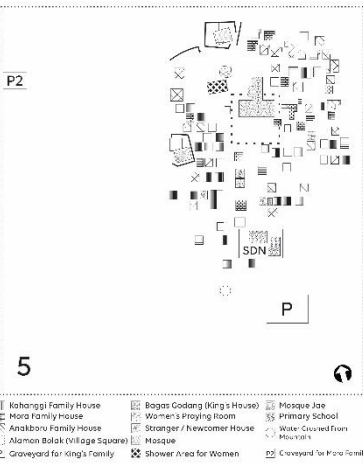 P2
SDN
P
5
Kahanggi Family House
Mora Family House
Anakboru Family House
Alaman Bolak (Village Square)
P Graveyard for King's Family
Bagas Godang (King's House)
Women's Praying Room
Stranger / Newcomer House
Mosque
Shower Area for Women
Mosque Jae
Primary School
Water Crashed From
Mountain
P2 Graveyard for Mora Famil